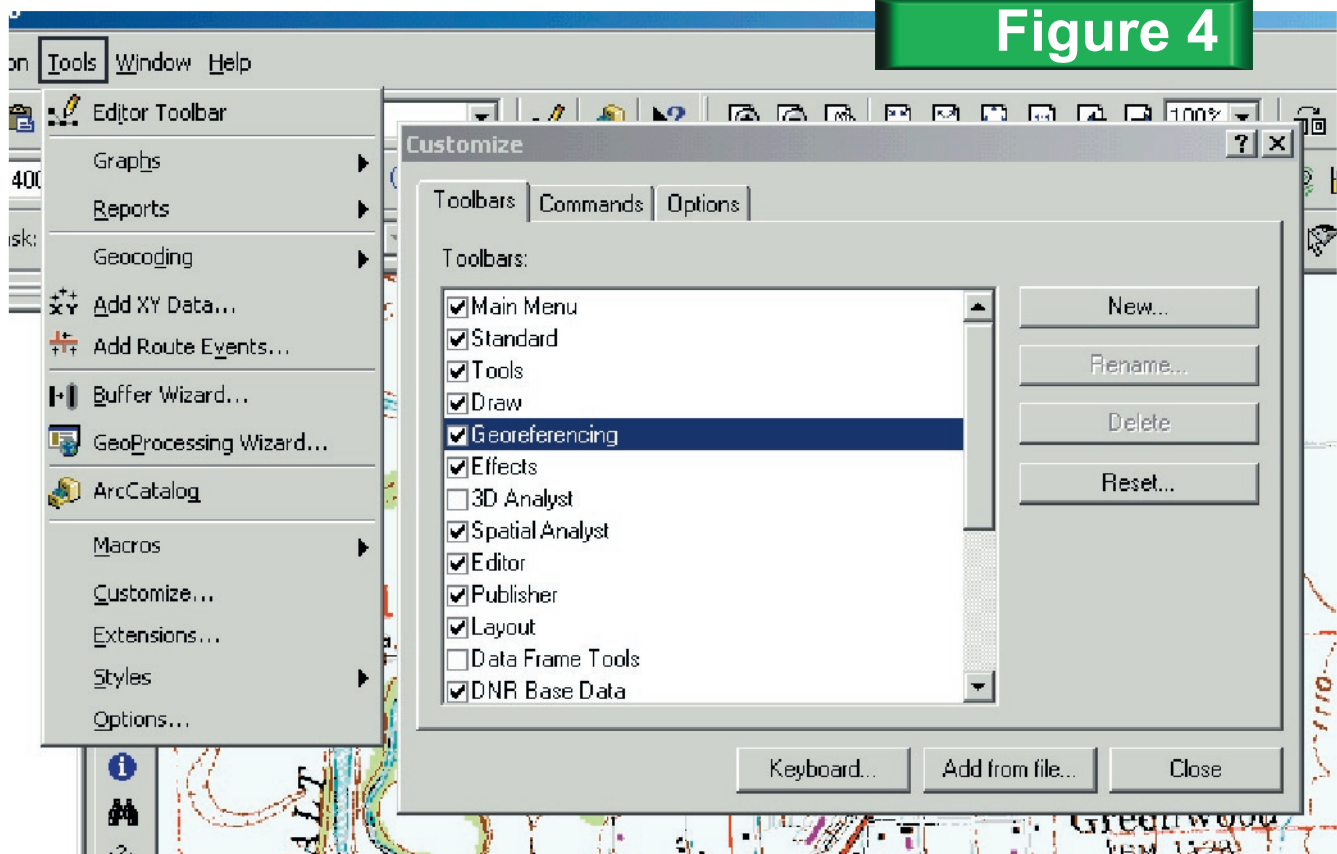 Figure 4
on Tools Window Help
Editor Toolbar
100%
Graphs
400
Reports
ask:
Geocoding
Add XY Data...
Add Route Events...
Buffer Wizard...
GeoProcessing Wizard...
ArcCatalog
Macros
Customize...
Extensions...
Styles
Options...
Customize
Toolbars Commands Options
Toolbars:
Main Menu
Standard
Tools
Draw
Georeferencing
Effects
3D Analyst
Spatial Analyst
Editor
Publisher
Layout
Data Frame Tools
DNR Base Data
New...
Rename...
Delete
Reset...
Keyboard... Add from file... Close
Greenwood